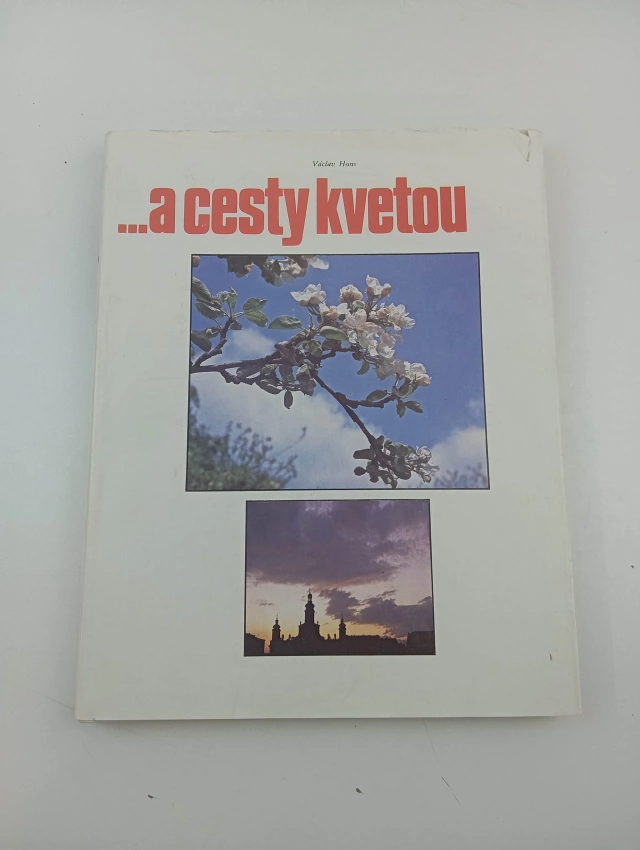 Václav Hons
...a cesty kvetou